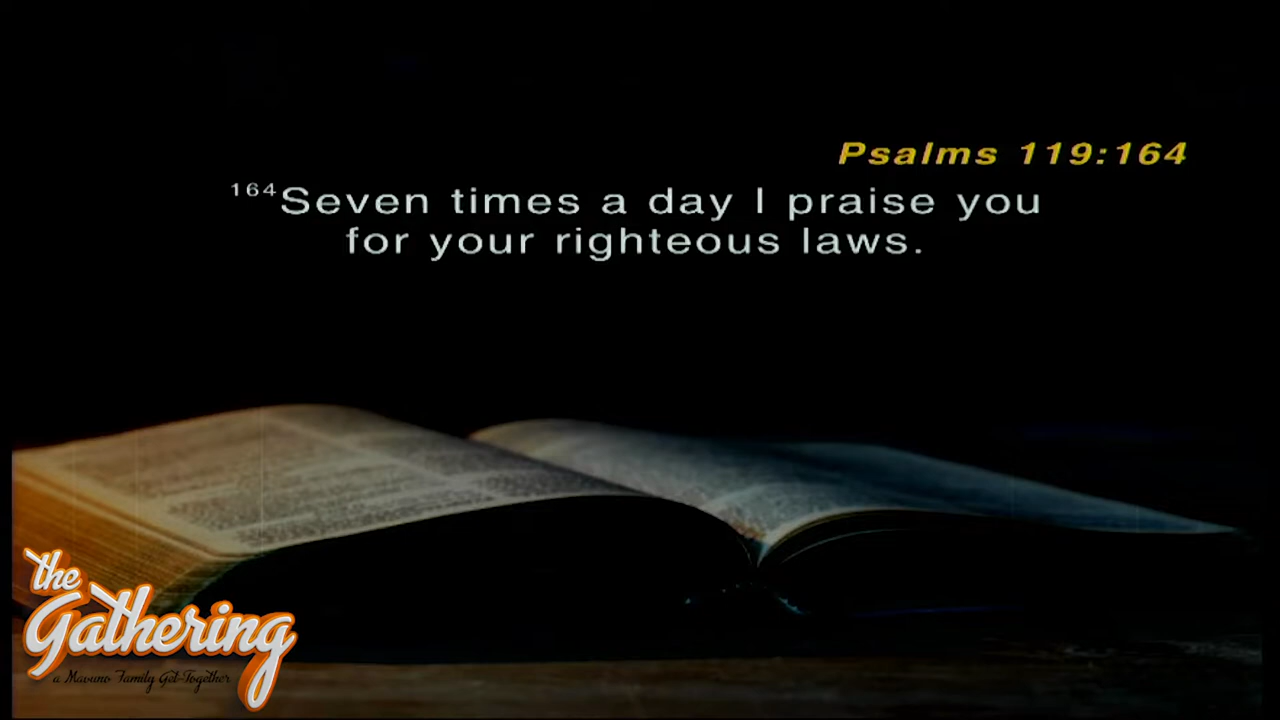 Psalms 119:164
164Seven times a day I praise you
for your righteous laws.
the
Gathering
a Mavuno Family Get-Together